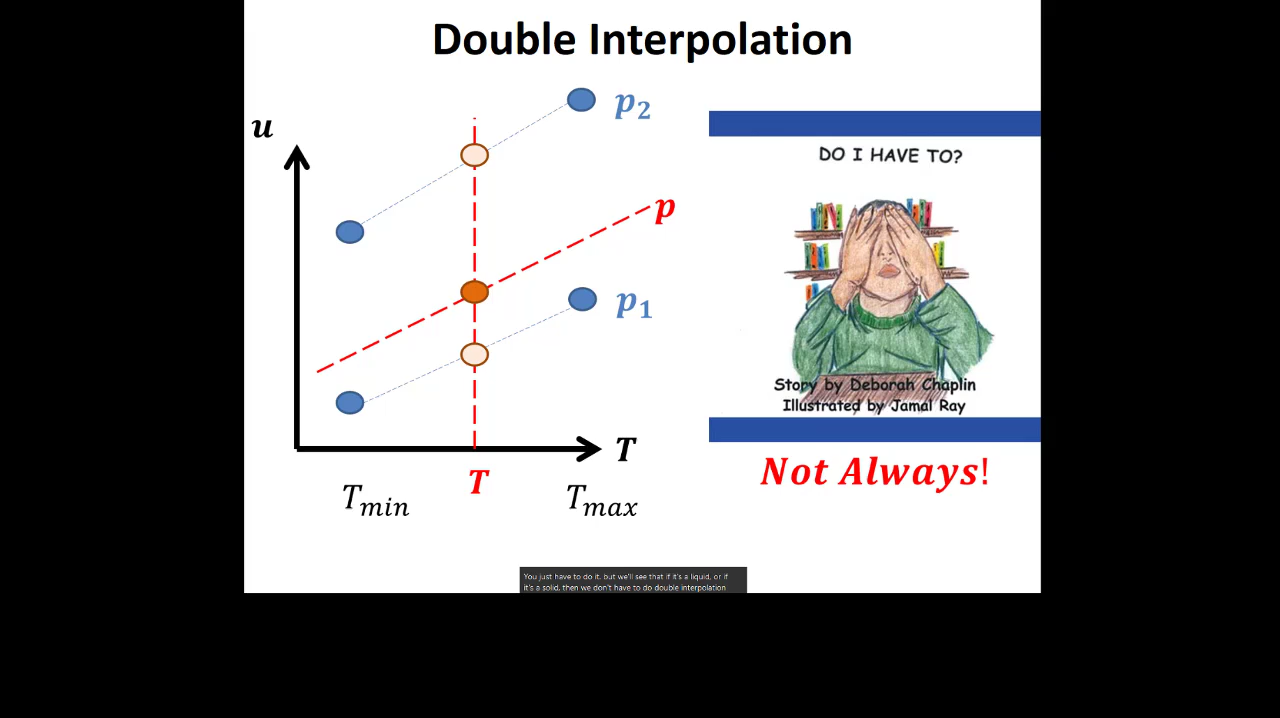 Double Interpolation
u
p₂
p
p₁
T
T
T_min
T_max
DO I HAVE TO?
Story by Deborah Chaplin
Illustrated by Jamal Ray
Not Always!
You just have to do it, but we'll see that if it's a liquid, or if
it's a solid, then we don't have to do double interpolation